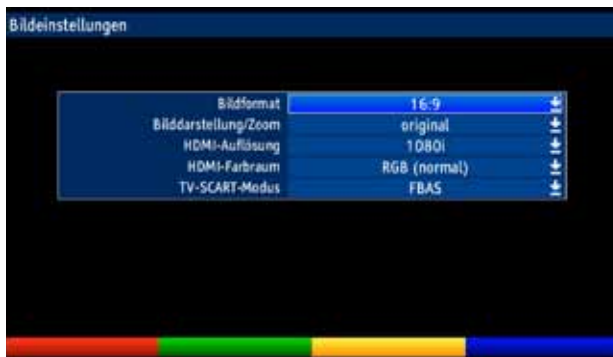 Bildeinstellungen
Bildformat 16:9
Bilddarstellung/Zoom original
HDMI-Auflösung 1080i
HDMI-Farbraum RGB (normal)
TV-SCART-Modus FBAS